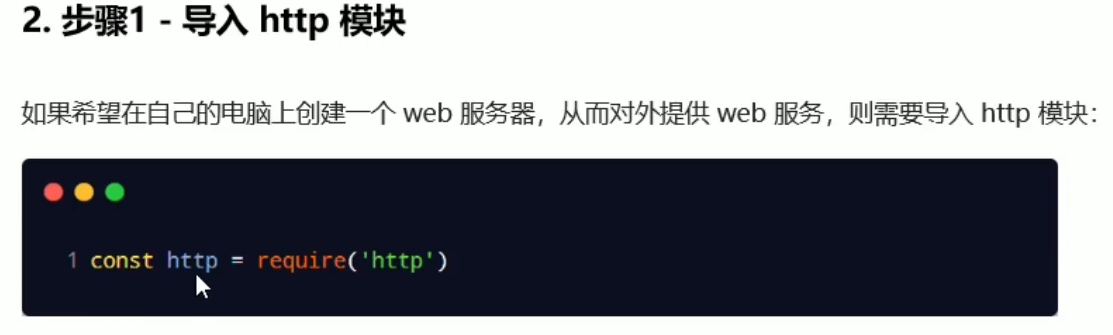 2. 步骤1 - 导入 http 模块
如果希望在自己的电脑上创建一个 web 服务器，从而对外提供 web 服务，则需要导入 http 模块：
1 const http = require('http')